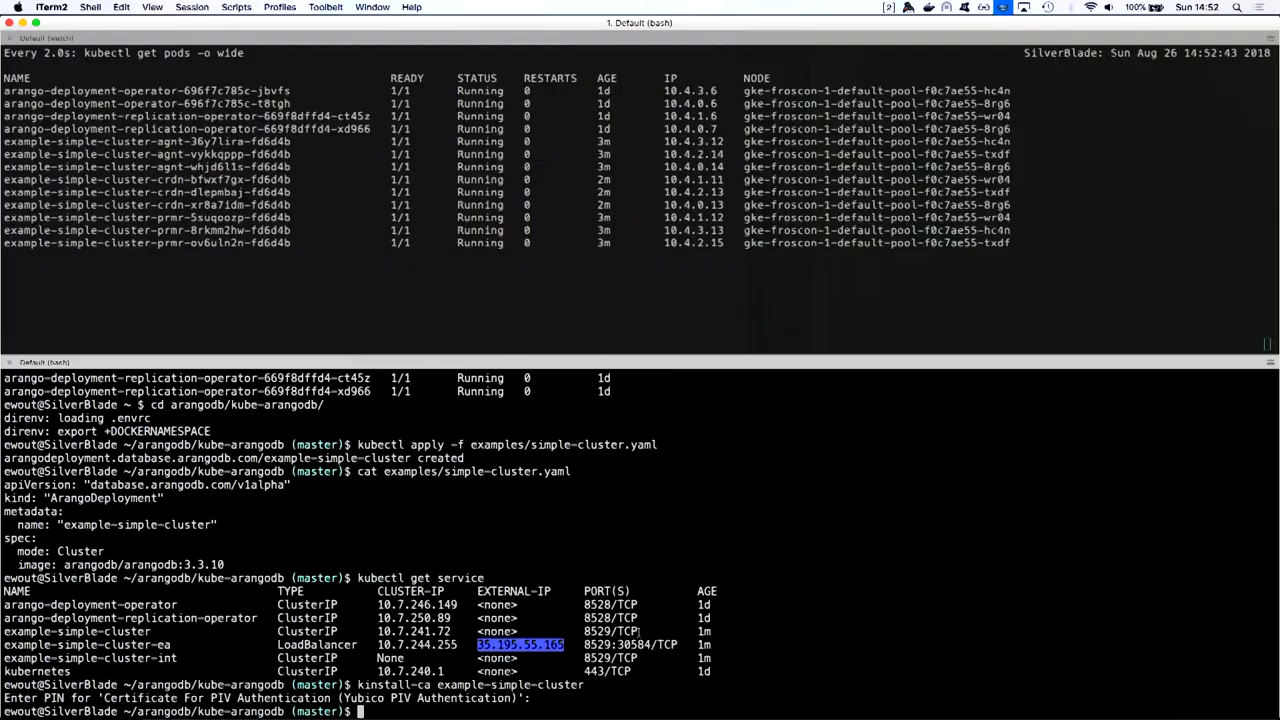 iTerm2 Shell Edit View Session Scripts Profiles Toolbelt Window Help [2] 100% Sun 14:52
1. Default (bash)
Default (watch)
Every 2.0s: kubectl get pods -o wide SilverBlade: Sun Aug 26 14:52:43 2018
NAME READY STATUS RESTARTS AGE IP NODE
arango-deployment-operator-696f7c785c-jbvfs 1/1 Running 0 1d 10.4.3.6 gke-froscon-1-default-pool-f0c7ae55-hc4n
arango-deployment-operator-696f7c785c-t8tgh 1/1 Running 0 1d 10.4.0.6 gke-froscon-1-default-pool-f0c7ae55-8rg6
arango-deployment-replication-operator-669f8dffd4-ct45z 1/1 Running 0 1d 10.4.1.6 gke-froscon-1-default-pool-f0c7ae55-wr04
arango-deployment-replication-operator-669f8dffd4-xd966 1/1 Running 0 1d 10.4.0.7 gke-froscon-1-default-pool-f0c7ae55-8rg6
example-simple-cluster-agnt-36y7lira-fd6d4b 1/1 Running 0 3m 10.4.3.12 gke-froscon-1-default-pool-f0c7ae55-hc4n
example-simple-cluster-agnt-vykkqppp-fd6d4b 1/1 Running 0 3m 10.4.2.14 gke-froscon-1-default-pool-f0c7ae55-txdf
example-simple-cluster-agnt-whjd6l1s-fd6d4b 1/1 Running 0 3m 10.4.0.14 gke-froscon-1-default-pool-f0c7ae55-8rg6
example-simple-cluster-crdn-bfwxf7gx-fd6d4b 1/1 Running 0 2m 10.4.1.11 gke-froscon-1-default-pool-f0c7ae55-wr04
example-simple-cluster-crdn-dlepmbaj-fd6d4b 1/1 Running 0 2m 10.4.2.13 gke-froscon-1-default-pool-f0c7ae55-txdf
example-simple-cluster-crdn-xr8a7idm-fd6d4b 1/1 Running 0 2m 10.4.0.13 gke-froscon-1-default-pool-f0c7ae55-8rg6
example-simple-cluster-prmr-5suqoozp-fd6d4b 1/1 Running 0 3m 10.4.1.12 gke-froscon-1-default-pool-f0c7ae55-wr04
example-simple-cluster-prmr-8rkmm2hw-fd6d4b 1/1 Running 0 3m 10.4.3.13 gke-froscon-1-default-pool-f0c7ae55-hc4n
example-simple-cluster-prmr-ov6uln2n-fd6d4b 1/1 Running 0 3m 10.4.2.15 gke-froscon-1-default-pool-f0c7ae55-txdf
Default (bash)
arango-deployment-replication-operator-669f8dffd4-ct45z 1/1 Running 0 1d
arango-deployment-replication-operator-669f8dffd4-xd966 1/1 Running 0 1d
ewout@SilverBlade ~ $ cd arangodb/kube-arangodb/
direnv: loading .envrc
direnv: export +DOCKERNAMESPACE
ewout@SilverBlade ~/arangodb/kube-arangodb (master)$ kubectl apply -f examples/simple-cluster.yaml
arangodeployment.database.arangodb.com/example-simple-cluster created
ewout@SilverBlade ~/arangodb/kube-arangodb (master)$ cat examples/simple-cluster.yaml
apiVersion: "database.arangodb.com/v1alpha"
kind: "ArangoDeployment"
metadata:
name: "example-simple-cluster"
spec:
mode: Cluster
image: arangodb/arangodb:3.3.10
ewout@SilverBlade ~/arangodb/kube-arangodb (master)$ kubectl get service
NAME TYPE CLUSTER-IP EXTERNAL-IP PORT(S) AGE
arango-deployment-operator ClusterIP 10.7.246.149 <none> 8528/TCP 1d
arango-deployment-replication-operator ClusterIP 10.7.250.89 <none> 8528/TCP 1d
example-simple-cluster ClusterIP 10.7.241.72 <none> 8529/TCP 1m
example-simple-cluster-ea LoadBalancer 10.7.244.255 35.195.55.165 8529:30584/TCP 1m
example-simple-cluster-int ClusterIP None <none> 8529/TCP 1m
kubernetes ClusterIP 10.7.240.1 <none> 443/TCP 1d
ewout@SilverBlade ~/arangodb/kube-arangodb (master)$ kinstall-ca example-simple-cluster
Enter PIN for 'Certificate For PIV Authentication (Yubico PIV Authentication)':
ewout@SilverBlade ~/arangodb/kube-arangodb (master)$